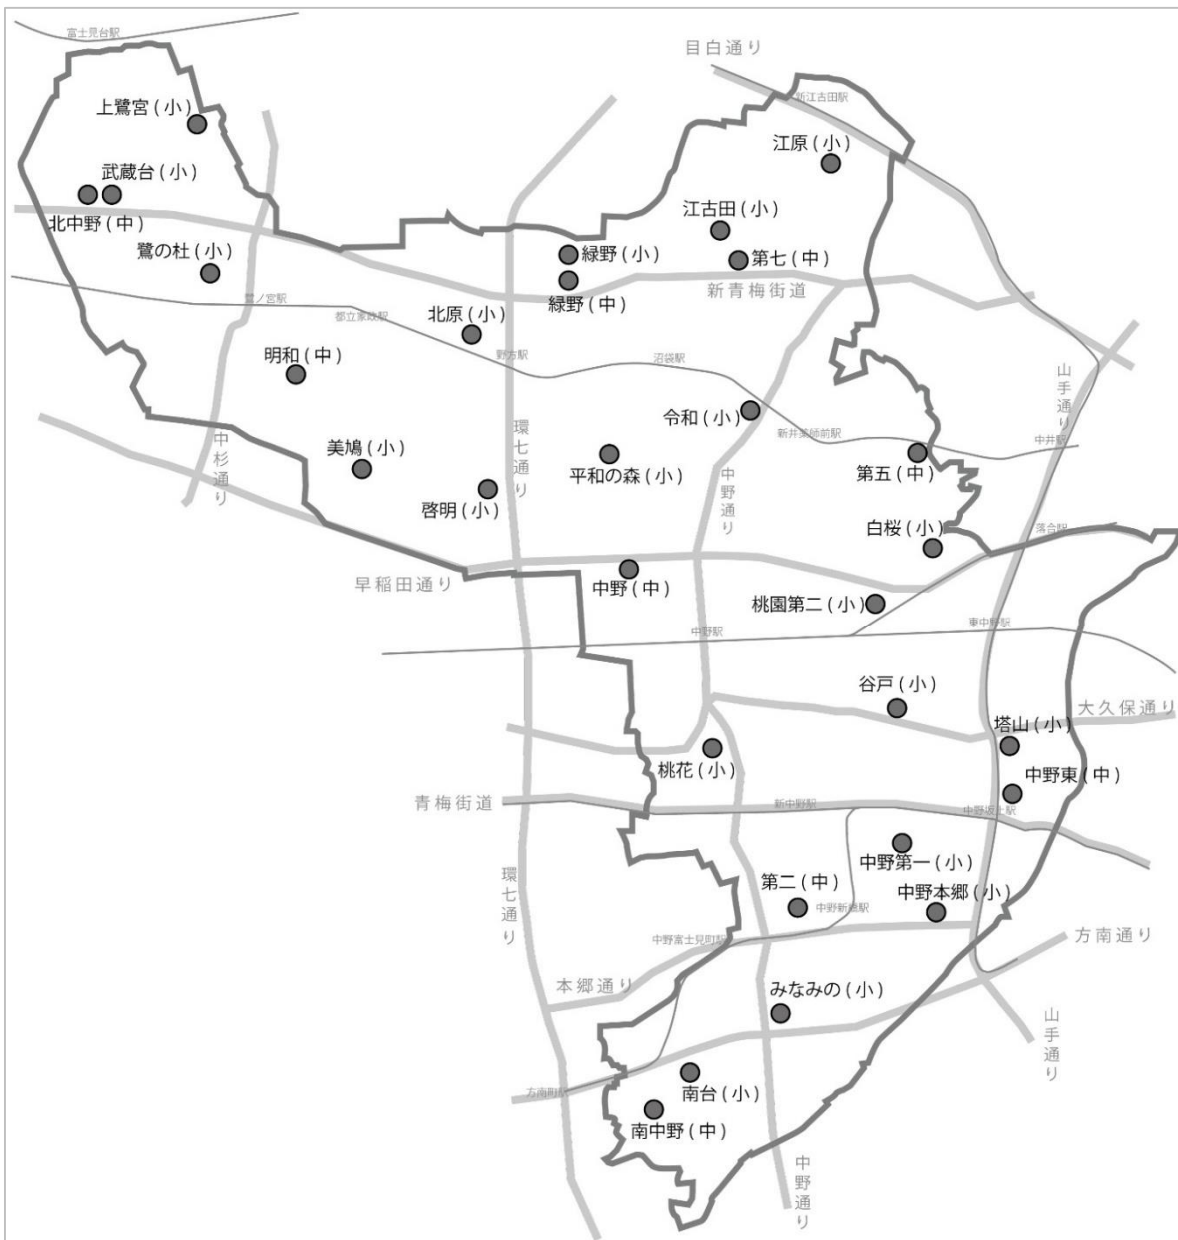 富士見台駅
目白通り
上鷺宮(小)
新江古田駅
江原(小)
武蔵台(小)
北中野(中)
江古田(小)
鷺の杜(小)
緑野(小)
第七(中)
緑野(中)
新青梅街道
鷺ノ宮駅
都立家政駅
北原(小)
野方駅
沼袋駅
明和(中)
山手通り
令和(小)
新井薬師前駅
中井駅
中杉通り
環七通り
美鳩(小)
平和の森(小)
中野通り
第五(中)
啓明(小)
白桜(小)
落合駅
早稲田通り
中野(中)
桃園第二(小)
中野駅
東中野駅
谷戸(小)
大久保通り
塔山(小)
桃花(小)
中野東(中)
青梅街道
新中野駅
中野坂上駅
中野第一(小)
環七通り
第二(中)
中野本郷(小)
中野新橋駅
中野富士見町駅
方南通り
本郷通り
みなみの(小)
山手通り
方南町駅
南台(小)
南中野(中)
中野通り